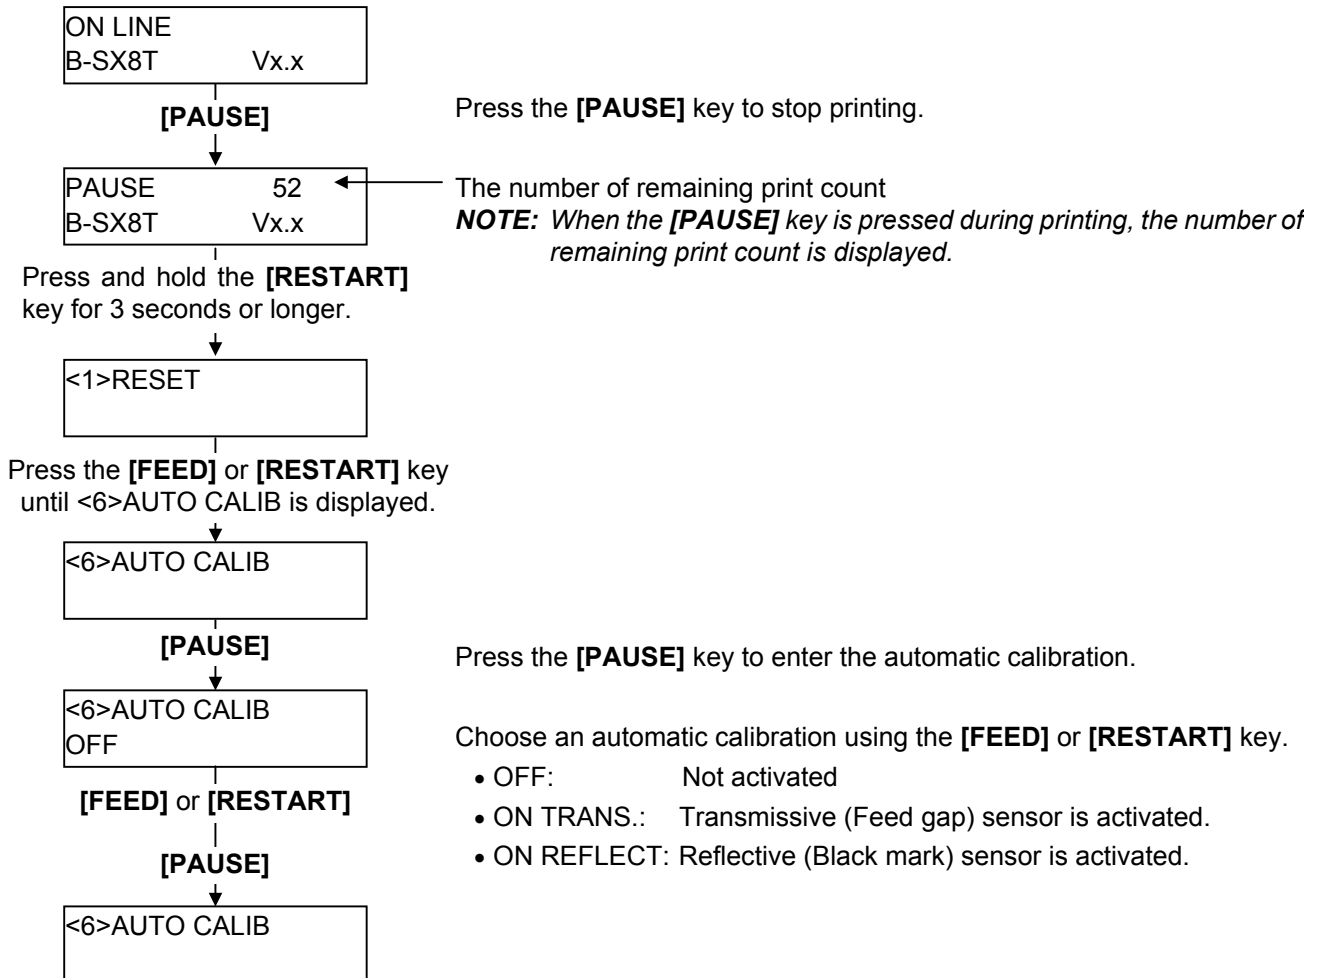 ON LINE
B-SX8T Vx.x
[PAUSE]
Press the [PAUSE] key to stop printing.
PAUSE 52
B-SX8T Vx.x
The number of remaining print count
NOTE: When the [PAUSE] key is pressed during printing, the number of
remaining print count is displayed.
Press and hold the [RESTART]
key for 3 seconds or longer.
<1>RESET
Press the [FEED] or [RESTART] key
until <6>AUTO CALIB is displayed.
<6>AUTO CALIB
[PAUSE]
Press the [PAUSE] key to enter the automatic calibration.
<6>AUTO CALIB
OFF
Choose an automatic calibration using the [FEED] or [RESTART] key.
• OFF: Not activated
• ON TRANS.: Transmissive (Feed gap) sensor is activated.
• ON REFLECT: Reflective (Black mark) sensor is activated.
[FEED] or [RESTART]
[PAUSE]
<6>AUTO CALIB